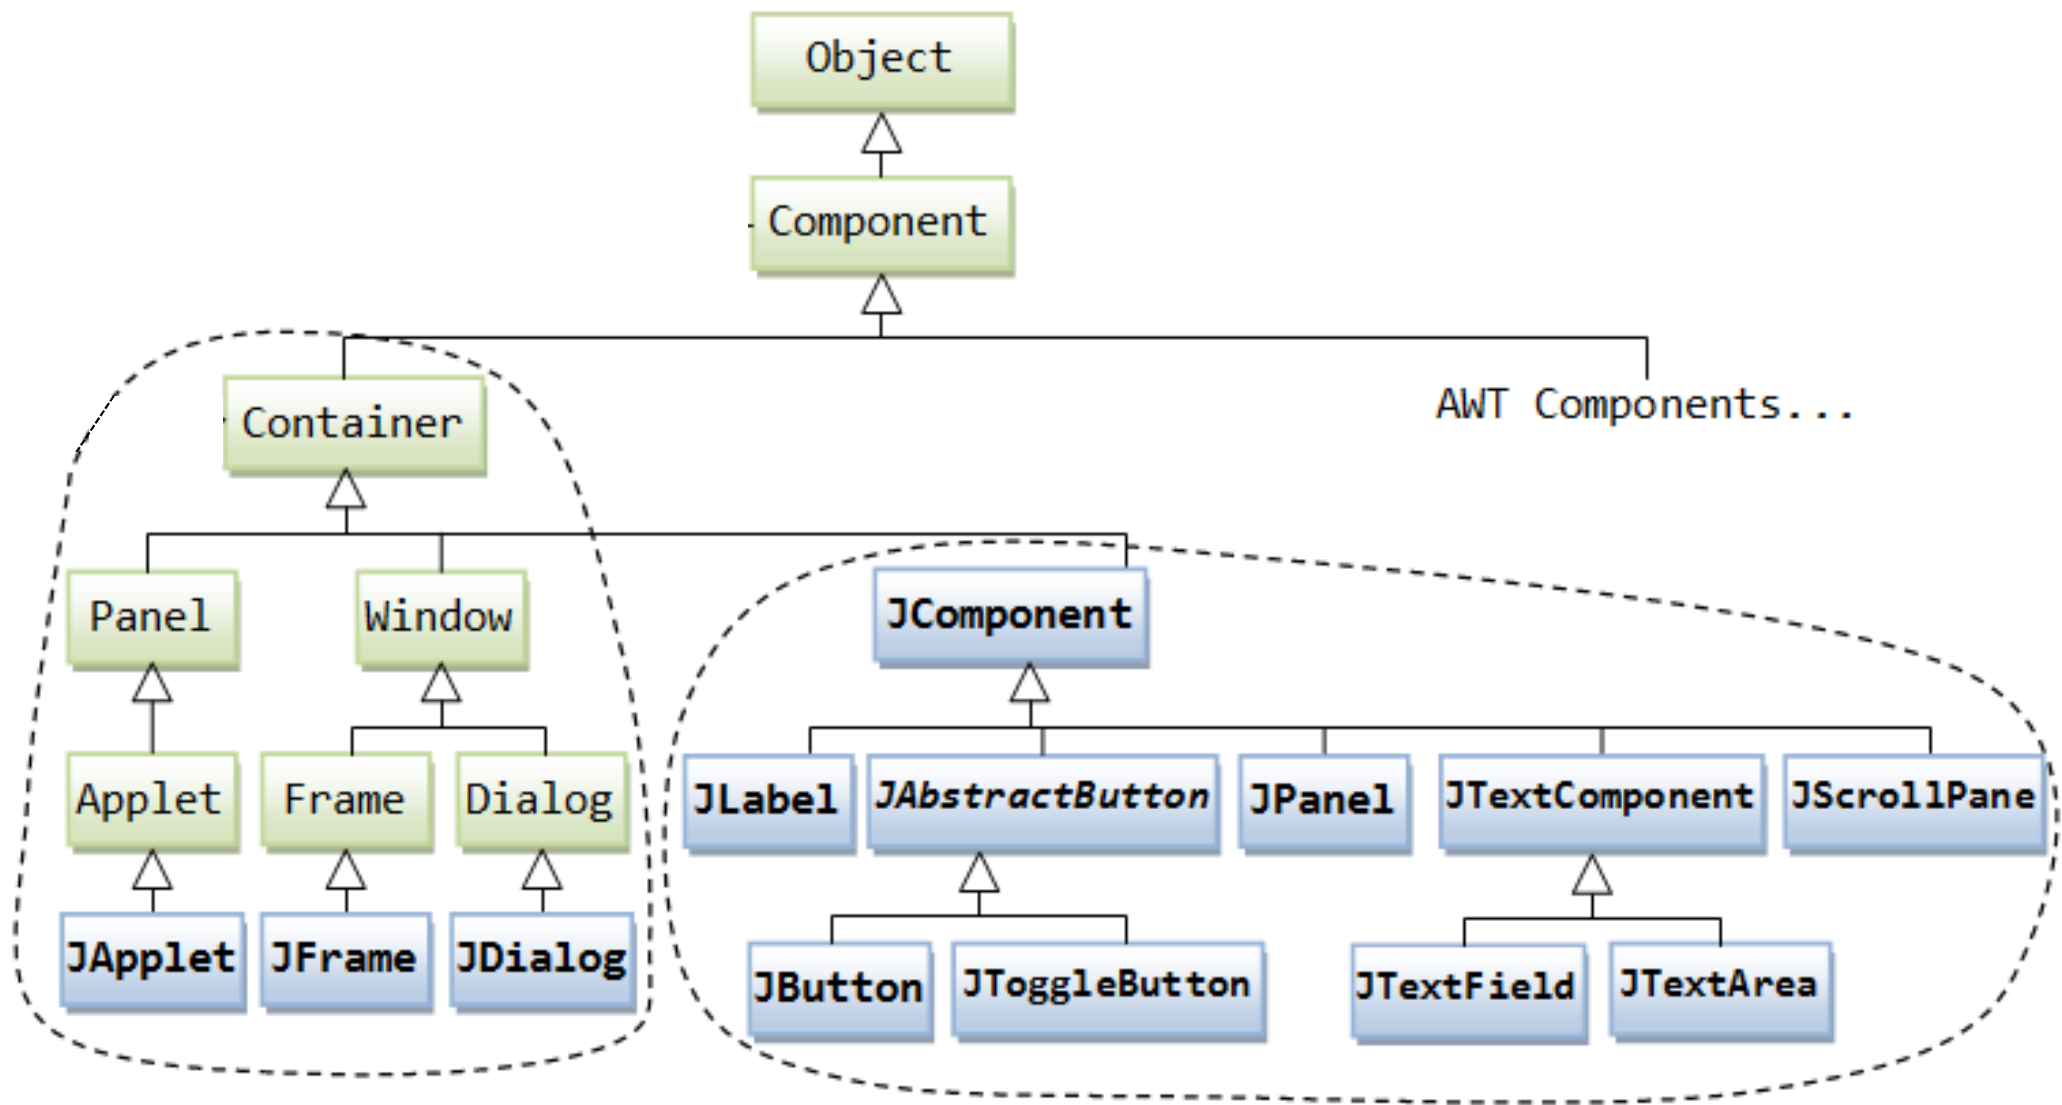 Object
Component
Container
AWT Components...
Panel
Window
JComponent
Applet
Frame
Dialog
JLabel
JAbstractButton
JPanel
JTextComponent
JScrollPane
JApplet
JFrame
JDialog
JButton
JToggleButton
JTextField
JTextArea